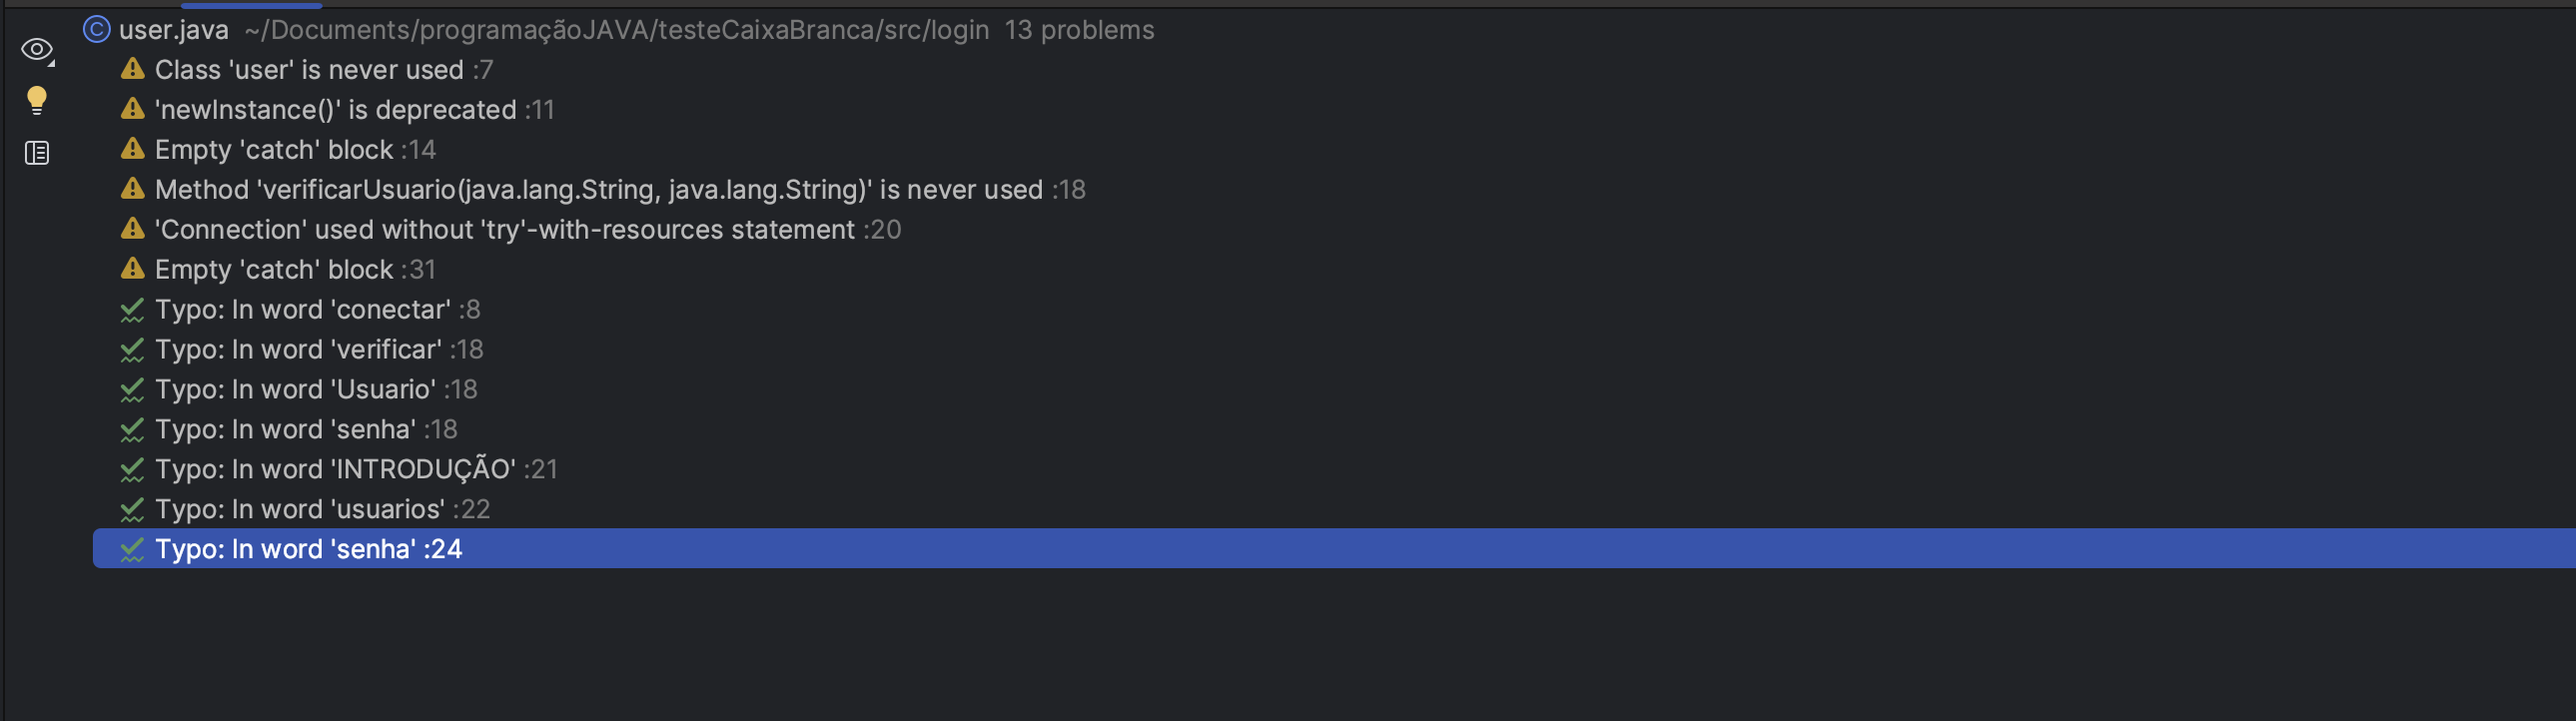 user.java ~/Documents/programaçãoJAVA/testeCaixaBranca/src/login 13 problems
Class 'user' is never used :7
'newInstance()' is deprecated :11
Empty 'catch' block :14
Method 'verificarUsuario(java.lang.String, java.lang.String)' is never used :18
'Connection' used without 'try'-with-resources statement :20
Empty 'catch' block :31
Typo: In word 'conectar' :8
Typo: In word 'verificar' :18
Typo: In word 'Usuario' :18
Typo: In word 'senha' :18
Typo: In word 'INTRODUÇÃO' :21
Typo: In word 'usuarios' :22
Typo: In word 'senha' :24